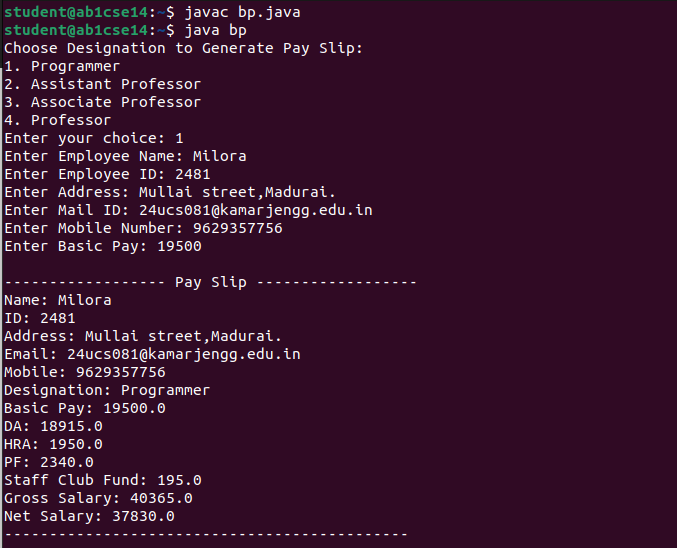 student@ab1cse14:~$ javac bp.java
student@ab1cse14:~$ java bp
Choose Designation to Generate Pay Slip:
1. Programmer
2. Assistant Professor
3. Associate Professor
4. Professor
Enter your choice: 1
Enter Employee Name: Milora
Enter Employee ID: 2481
Enter Address: Mullai street,Madurai.
Enter Mail ID: 24ucs081@kamarjengg.edu.in
Enter Mobile Number: 9629357756
Enter Basic Pay: 19500
------------------ Pay Slip ------------------
Name: Milora
ID: 2481
Address: Mullai street,Madurai.
Email: 24ucs081@kamarjengg.edu.in
Mobile: 9629357756
Designation: Programmer
Basic Pay: 19500.0
DA: 18915.0
HRA: 1950.0
PF: 2340.0
Staff Club Fund: 195.0
Gross Salary: 40365.0
Net Salary: 37830.0
---------------------------------------------